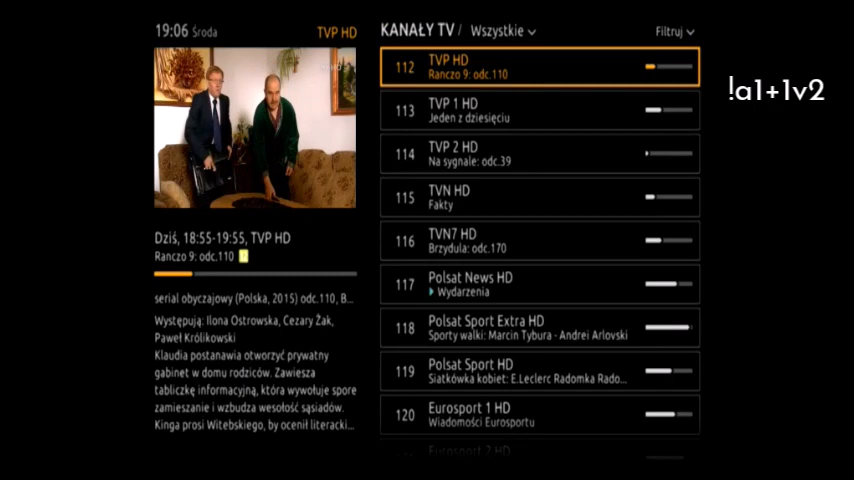 19:06 Środa
TVP HD
Dziś, 18:55-19:55, TVP HD
Ranczo 9: odc.110
serial obyczajowy (Polska, 2015) odc.110, B...
Występują: Ilona Ostrowska, Cezary Żak,
Paweł Królikowski
Klaudia postanawia otworzyć prywatny
gabinet w domu rodziców. Zawiesza
tabliczkę informacyjną, która wywołuje spore
zamieszanie i wzbudza wesołość sąsiadów.
Kinga prosi Witebskiego, by ocenił literacki...
KANAŁY TV / Wszystkie
Filtruj
112 TVP HD
Ranczo 9: odc.110
113 TVP 1 HD
Jeden z dziesięciu
114 TVP 2 HD
Na sygnale: odc.39
115 TVN HD
Fakty
116 TVN7 HD
Brzydula: odc.170
117 Polsat News HD
Wydarzenia
118 Polsat Sport Extra HD
Sporty walki: Marcin Tybura - Andrei Arlovski
119 Polsat Sport HD
Siatkówka kobiet: E.Leclerc Radomka Rado...
120 Eurosport 1 HD
Wiadomości Eurosportu
Eurosport 2 HD
!a1+1v2